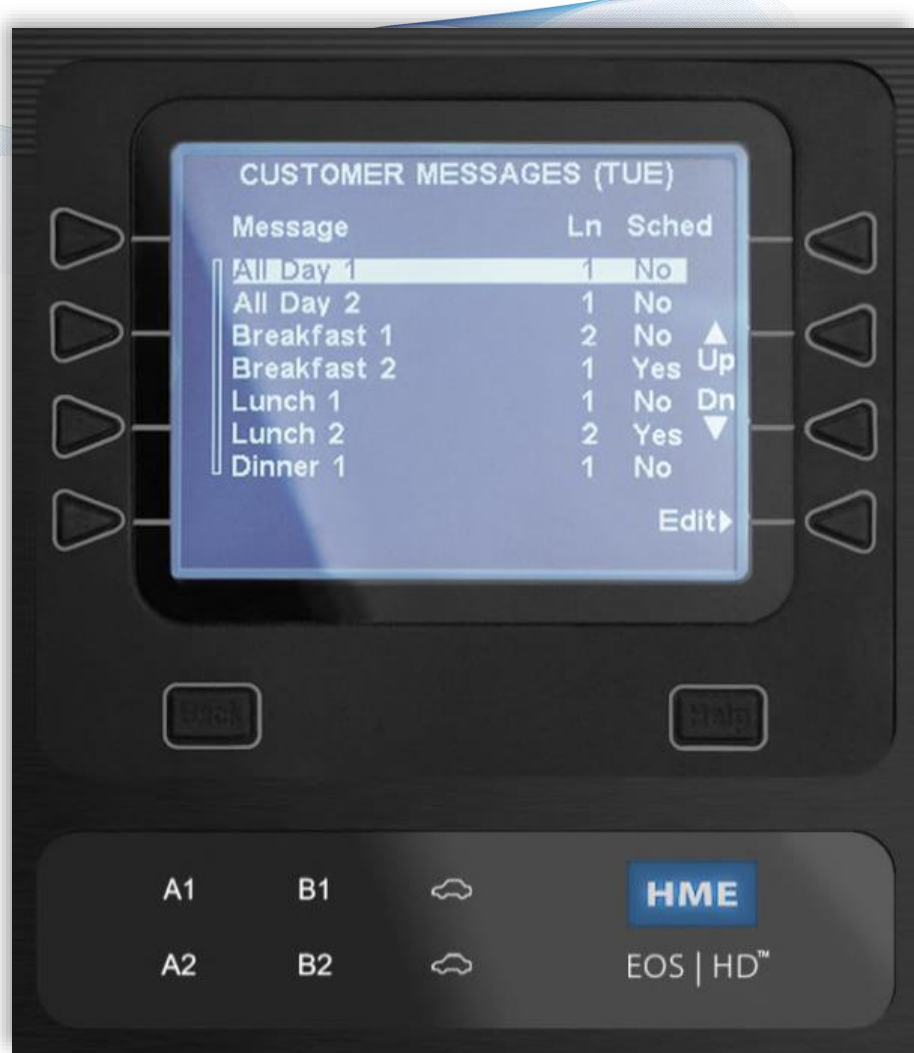 CUSTOMER MESSAGES (TUE)
Message Ln Sched
All Day 1 1 No
All Day 2 1 No
Breakfast 1 2 No
Breakfast 2 1 Yes Up
Lunch 1 1 No Dn
Lunch 2 2 Yes
Dinner 1 1 No
Edit
Back Help
A1 B1 HME
A2 B2 EOS | HD™